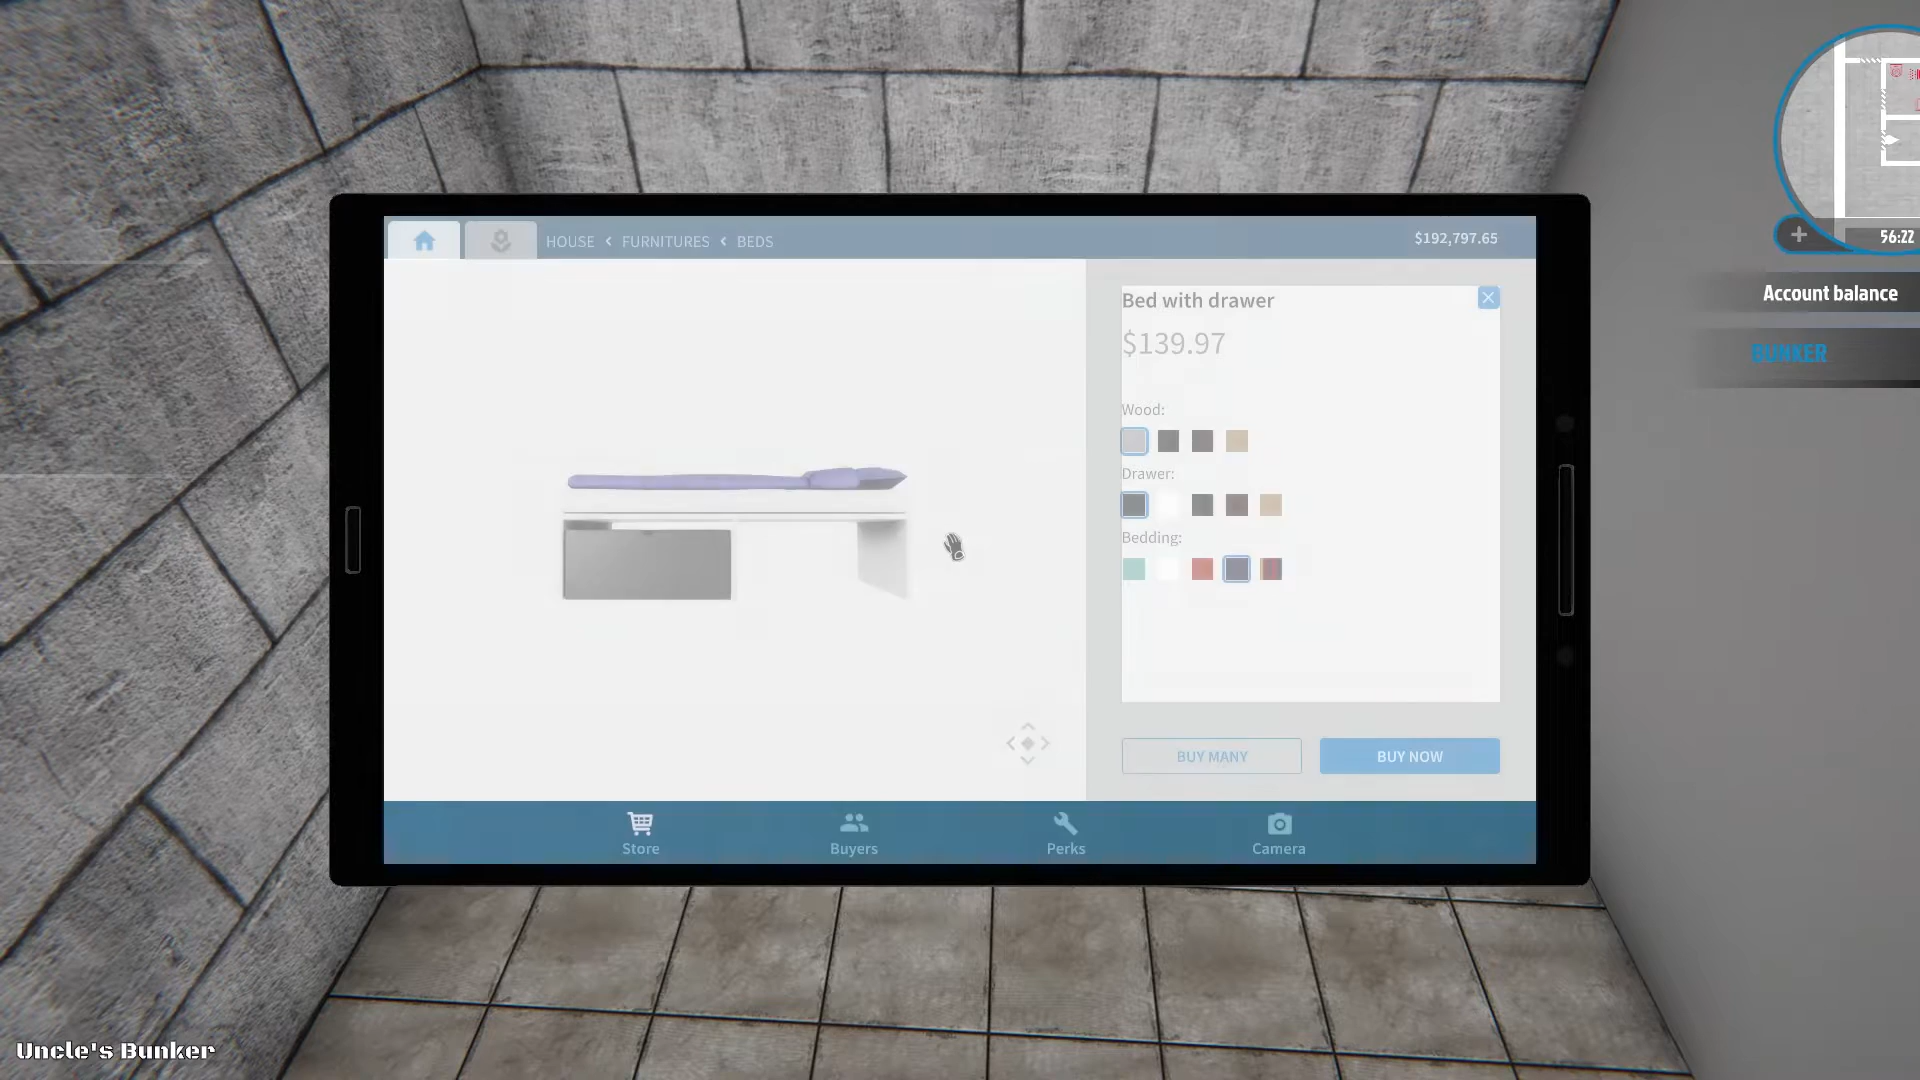 HOUSE < FURNITURES < BEDS
$192,797.65
Bed with drawer
$139.97
Wood:
Drawer:
Bedding:
BUY MANY
BUY NOW
Store
Buyers
Perks
Camera
56:22
Account balance
BUNKER
Uncle's Bunker